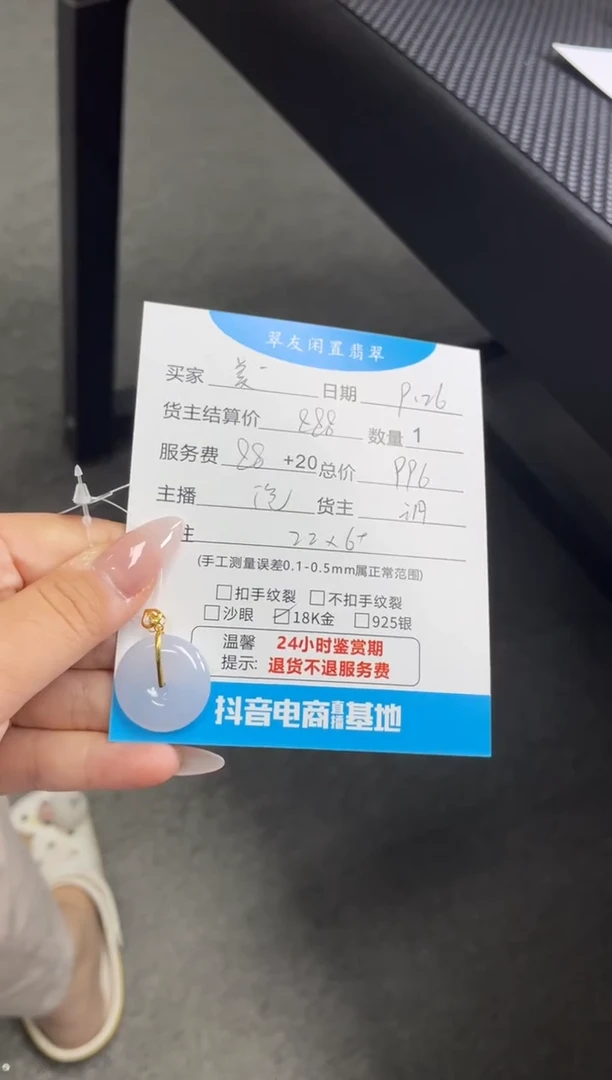 翠友闲置翡翠
买家 日期 9.26
货主结算价 888 数量 1
服务费 88 +20 总价 996
主播 货主
注 22×6+
(手工测量误差0.1-0.5mm属正常范围)
□扣手纹裂 □不扣手纹裂
□沙眼 ☑18K金 □925银
温馨提示: 24小时鉴赏期
退货不退服务费
抖音电商直播基地